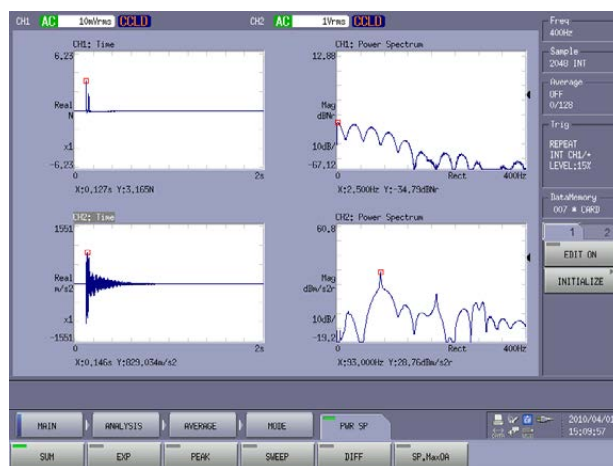 CH1 AC 10mVrms CCLD CH2 AC 1Vrms CCLD
Freq
400Hz
Sample
2048 INT
Average
OFF
0/128
Trig
REPEAT
INT CH1/+
LEVEL:15%
DataMemory
007 * CARD
1 2
EDIT ON
INITIALIZE
CH1: Time
6.23
Real
N
x1
-6.23
0 2s
X:0.127s Y:3.165N
CH1: Power Spectrum
12.88
Mag
dBNr
10dB/
-67.12
0 Rect 400Hz
X:2.500Hz Y:-34.79dBNr
CH2: Time
1551
Real
m/s2
x1
-1551
0 2s
X:0.146s Y:829.034m/s2
CH2: Power Spectrum
60.8
Mag
dBm/s2r
10dB/
-19.2
0 Rect 400Hz
X:93.000Hz Y:28.76dBm/s2r
MAIN ANALYSIS AVERAGE MODE PWR SP
2010/04/01
15:09:57
SUM EXP PEAK SWEEP DIFF SP.MaxOA